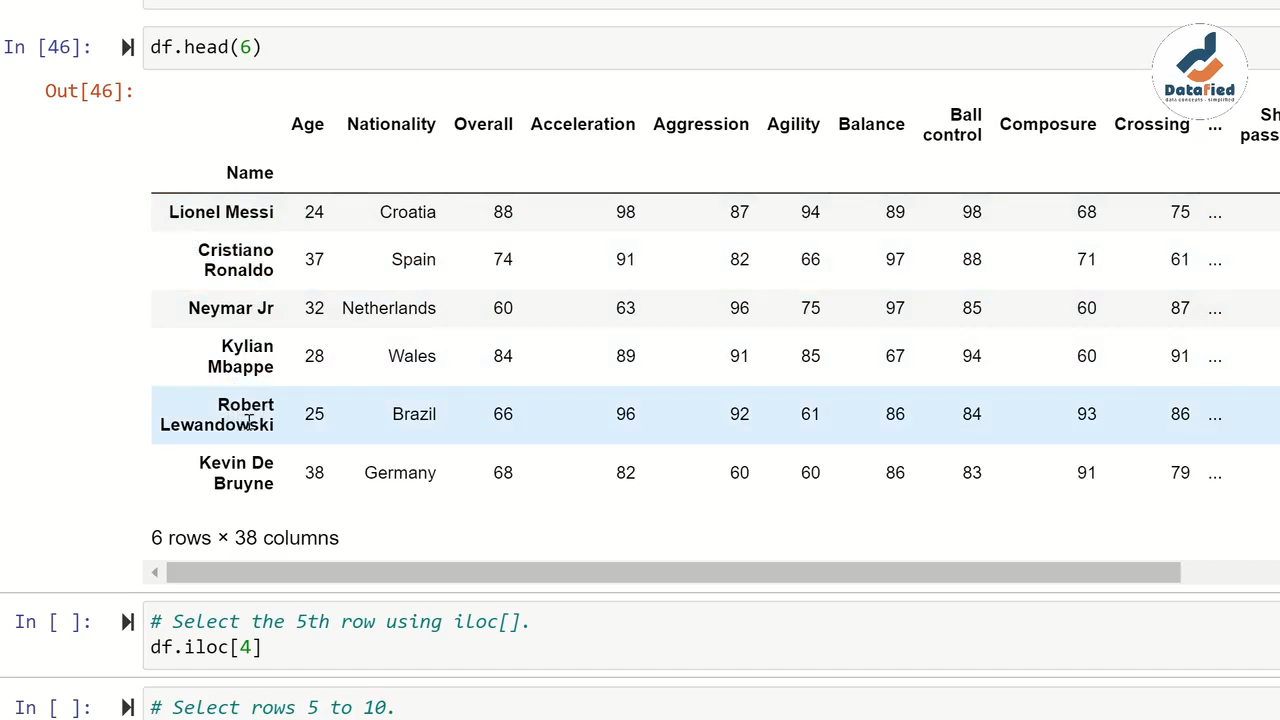 In [46]: df.head(6)
Datafied
data concepts - simplified
Out[46]:
Age Nationality Overall Acceleration Aggression Agility Balance Ball control Composure Crossing ... Sh pass
Name
Lionel Messi 24 Croatia 88 98 87 94 89 98 68 75 ...
Cristiano Ronaldo 37 Spain 74 91 82 66 97 88 71 61 ...
Neymar Jr 32 Netherlands 60 63 96 75 97 85 60 87 ...
Kylian Mbappe 28 Wales 84 89 91 85 67 94 60 91 ...
Robert Lewandowski 25 Brazil 66 96 92 61 86 84 93 86 ...
Kevin De Bruyne 38 Germany 68 82 60 60 86 83 91 79 ...
6 rows × 38 columns
In [ ]: # Select the 5th row using iloc[].
df.iloc[4]
In [ ]: # Select rows 5 to 10.